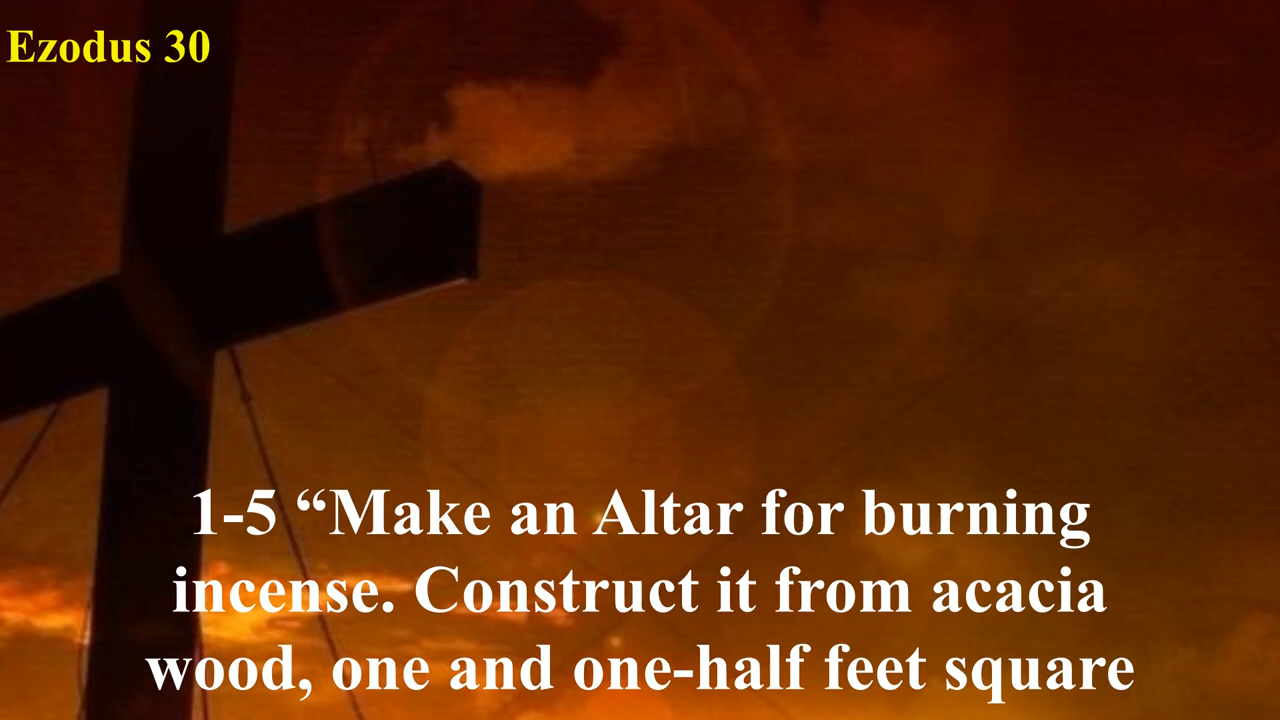 Ezodus 30
1-5 “Make an Altar for burning
incense. Construct it from acacia
wood, one and one-half feet square